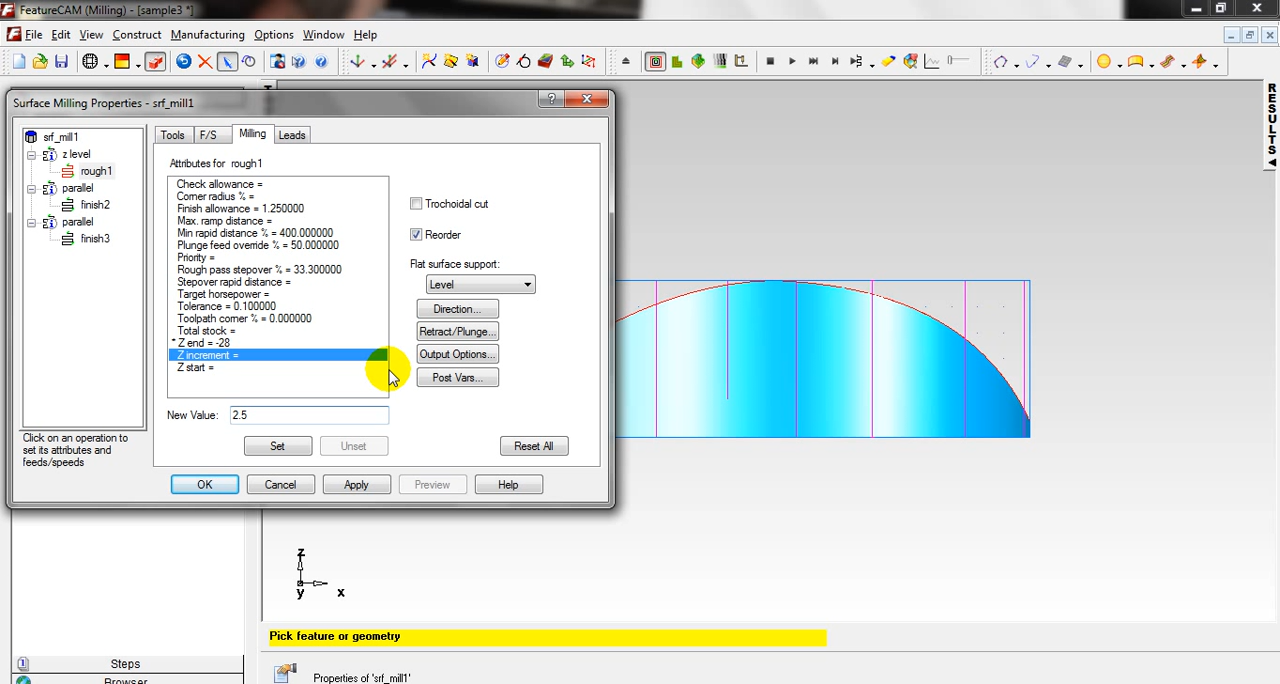 FeatureCAM (Milling) - [sample3 *]
File Edit View Construct Manufacturing Options Window Help
Surface Milling Properties - srf_mill1
srf_mill1
z level
rough1
parallel
finish2
parallel
finish3
Click on an operation to
set its attributes and
feeds/speeds
Tools F/S Milling Leads
Attributes for rough1
Check allowance =
Corner radius % =
Finish allowance = 1.250000
Max. ramp distance =
Min rapid distance % = 400.000000
Plunge feed override % = 50.000000
Priority =
Rough pass stepover % = 33.300000
Stepover rapid distance =
Target horsepower =
Tolerance = 0.100000
Toolpath corner % = 0.000000
Total stock =
* Z end = -28
Z increment =
Z start =
New Value: 2.5
Set Unset Reset All
Trochoidal cut
Reorder
Flat surface support:
Level
Direction...
Retract/Plunge...
Output Options...
Post Vars...
OK Cancel Apply Preview Help
RESULTS
z
y x
Pick feature or geometry
Steps
Browser
Properties of 'srf_mill1'